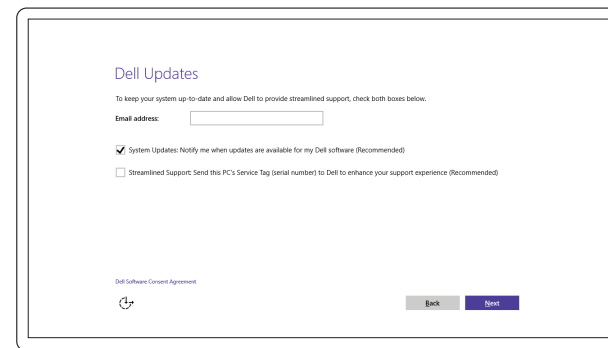 Dell Updates
To keep your system up-to-date and allow Dell to provide streamlined support, check both boxes below.
Email address:
System Updates: Notify me when updates are available for my Dell software (Recommended)
Streamlined Support: Send this PC's Service Tag (serial number) to Dell to enhance your support experience (Recommended)
Dell Software Consent Agreement
Back Next